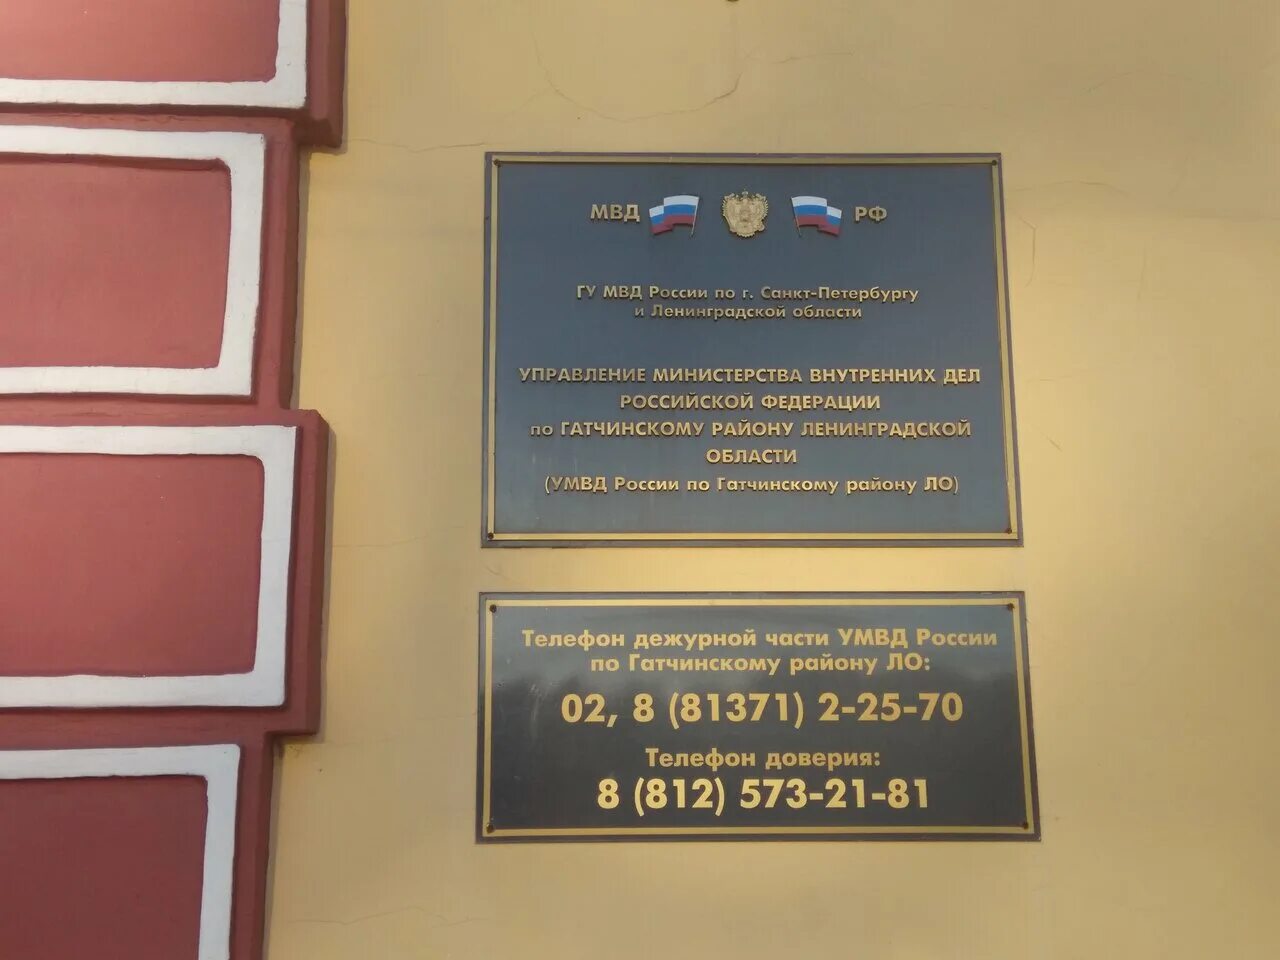 МВД РФ
ГУ МВД России по г. Санкт-Петербургу
и Ленинградской области
УПРАВЛЕНИЕ МИНИСТЕРСТВА ВНУТРЕННИХ ДЕЛ
РОССИЙСКОЙ ФЕДЕРАЦИИ
по ГАТЧИНСКОМУ РАЙОНУ ЛЕНИНГРАДСКОЙ
ОБЛАСТИ
(УМВД России по Гатчинскому району ЛО)
Телефон дежурной части УМВД России
по Гатчинскому району ЛО:
02, 8 (81371) 2-25-70
Телефон доверия:
8 (812) 573-21-81